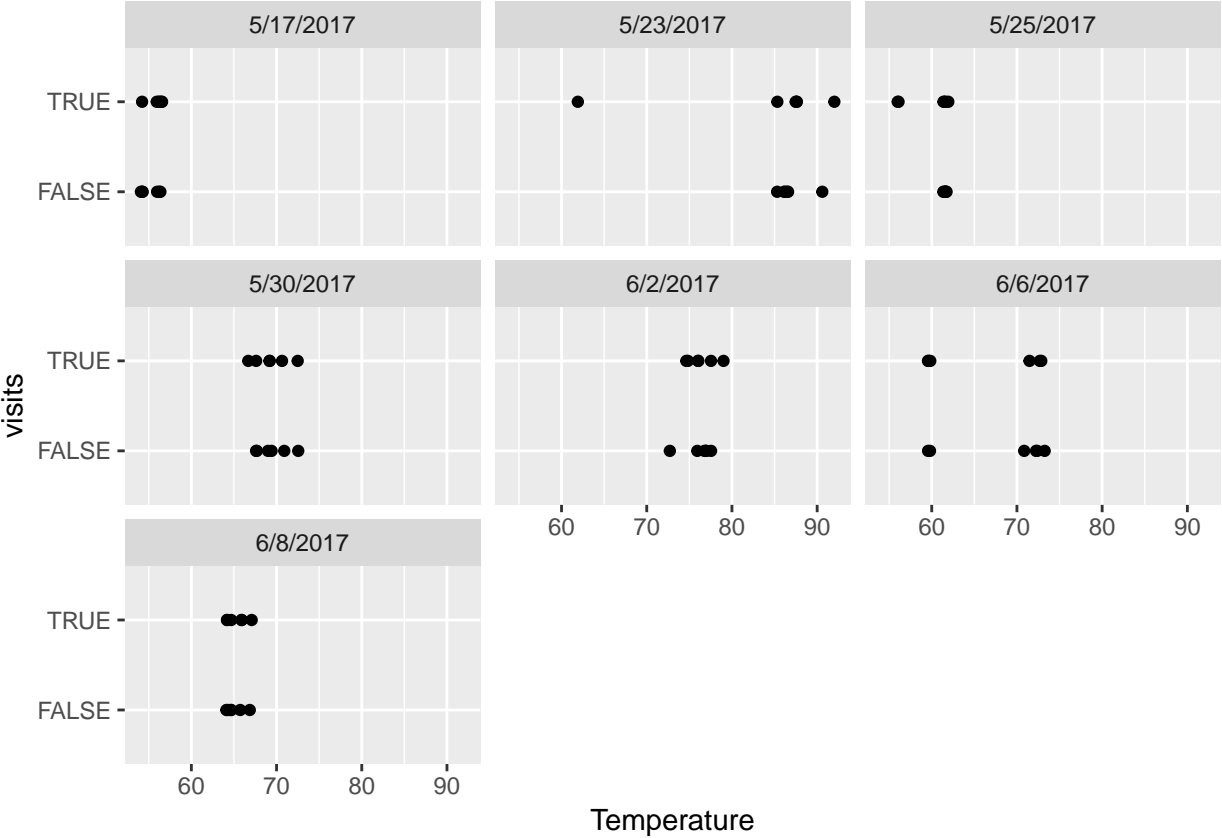 5/17/2017 5/23/2017 5/25/2017
TRUE
FALSE
5/30/2017 6/2/2017 6/6/2017
TRUE
FALSE
60 70 80 90 60 70 80 90
6/8/2017
TRUE
FALSE
60 70 80 90
visits
Temperature